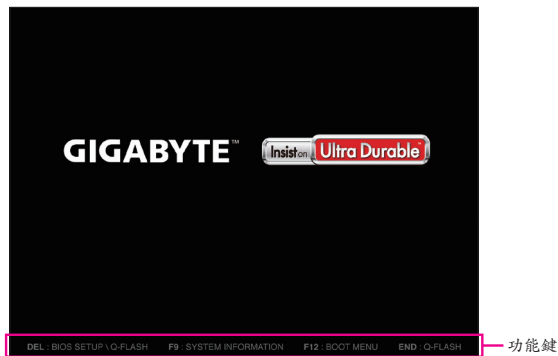 GIGABYTE™ Insist on Ultra Durable™
DEL : BIOS SETUP \ Q-FLASH F9 : SYSTEM INFORMATION F12 : BOOT MENU END : Q-FLASH
功能鍵